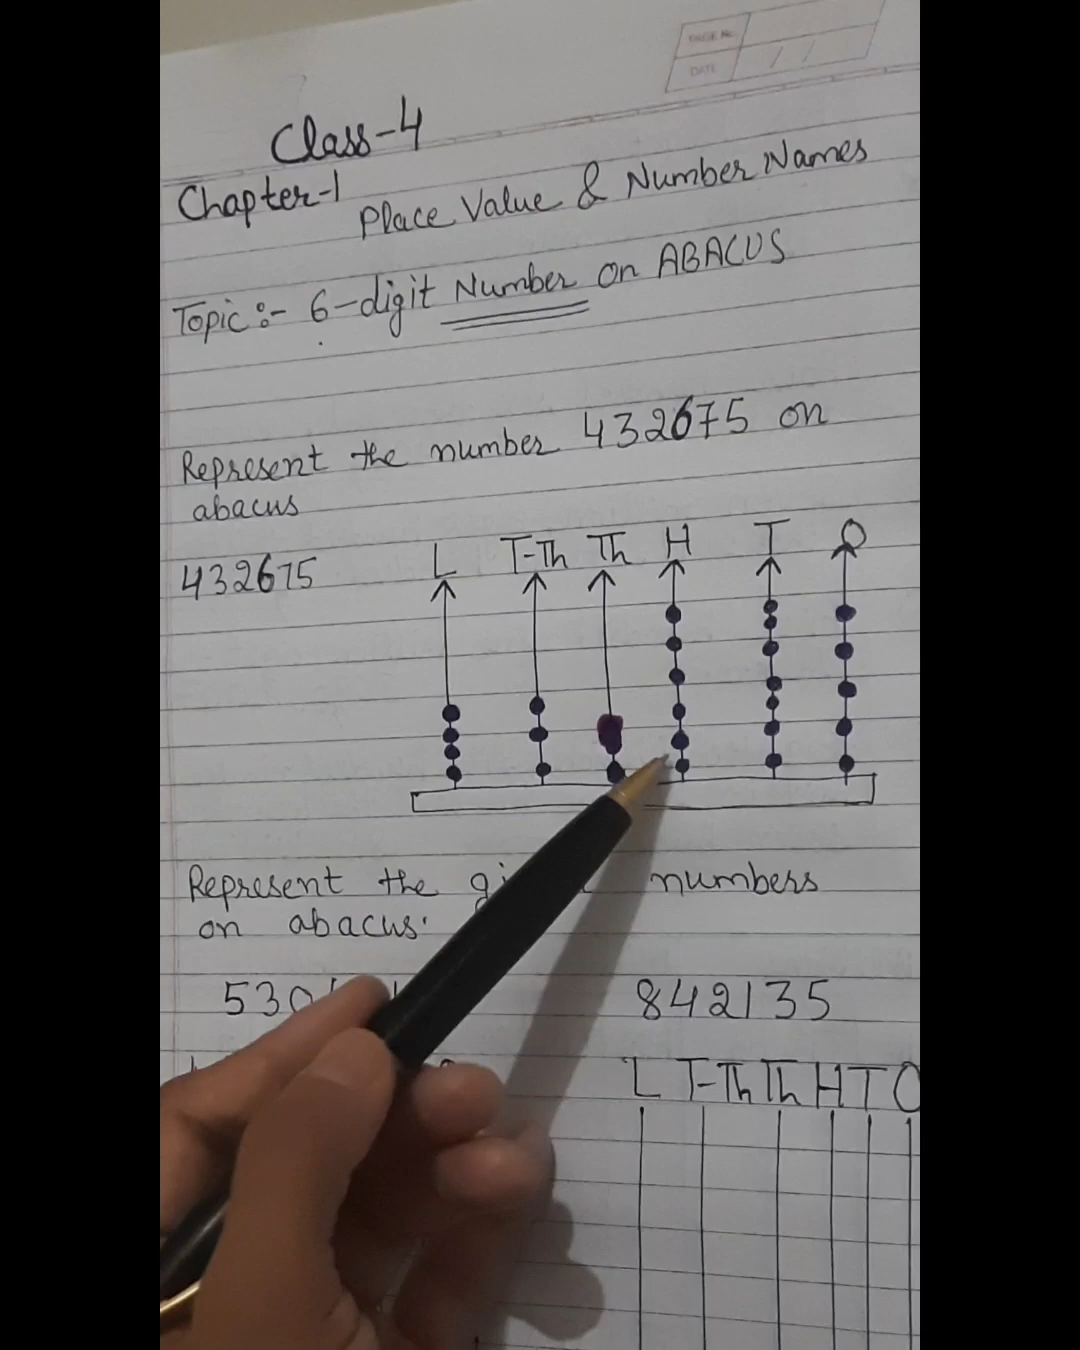 PAGE No.
DATE / /
Class-4
Chapter-1
Place Value & Number Names
Topic:- 6-digit Number on ABACUS
Represent the number 432675 on
abacus
432675
L T-Th Th H T O
Represent the numbers
on abacus.
530
842135
L T-Th Th H T O